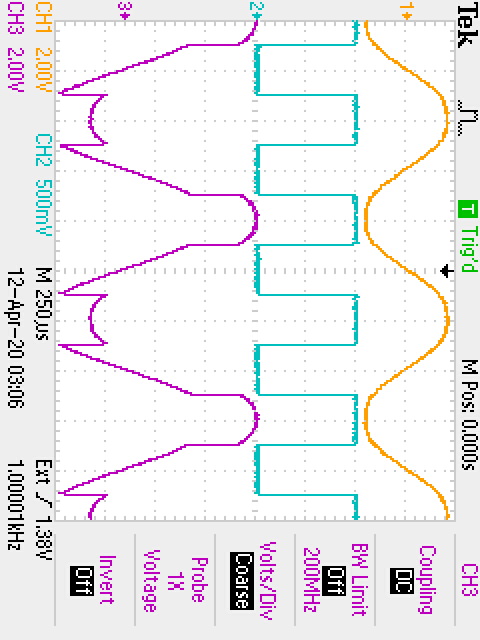 Tek T Trig'd M Pos: 0.000s CH3
Coupling
DC
BW Limit
Off
200MHz
Volts/Div
Coarse
Probe
1X
Voltage
Invert
Off
1
2
3
CH1 2.00V CH2 500mV M 250µs Ext 1.38V
CH3 2.00V 12-Apr-20 03:06 1.00001kHz